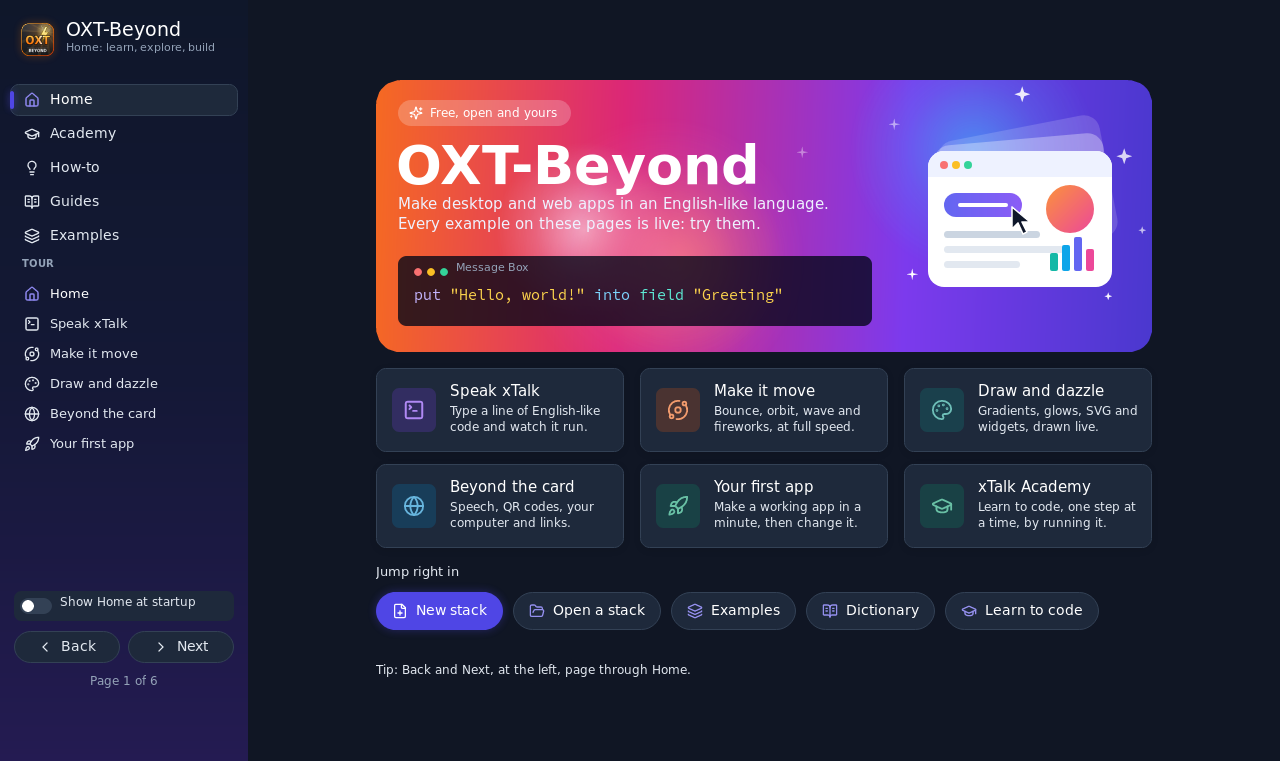 OXT
BEYOND
OXT-Beyond
Home: learn, explore, build
Home
Academy
How-to
Guides
Examples
TOUR
Home
Speak xTalk
Make it move
Draw and dazzle
Beyond the card
Your first app
Show Home at startup
Back
Next
Page 1 of 6
Free, open and yours
OXT-Beyond
Make desktop and web apps in an English-like language.
Every example on these pages is live: try them.
Message Box
put "Hello, world!" into field "Greeting"
Speak xTalk
Type a line of English-like
code and watch it run.
Make it move
Bounce, orbit, wave and
fireworks, at full speed.
Draw and dazzle
Gradients, glows, SVG and
widgets, drawn live.
Beyond the card
Speech, QR codes, your
computer and links.
Your first app
Make a working app in a
minute, then change it.
xTalk Academy
Learn to code, one step at
a time, by running it.
Jump right in
New stack
Open a stack
Examples
Dictionary
Learn to code
Tip: Back and Next, at the left, page through Home.